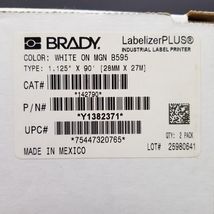 BRADY
LabelizerPLUS®
INDUSTRIAL LABEL PRINTER
COLOR: WHITE ON MGN B595
TYPE: 1.125" X 90' [28MM X 27M]
CAT#
*142790*
P/N#
*Y1382371*
UPC#
*75447320765*
QTY: 2 PACK
MADE IN MEXICO
LOT# 25980641